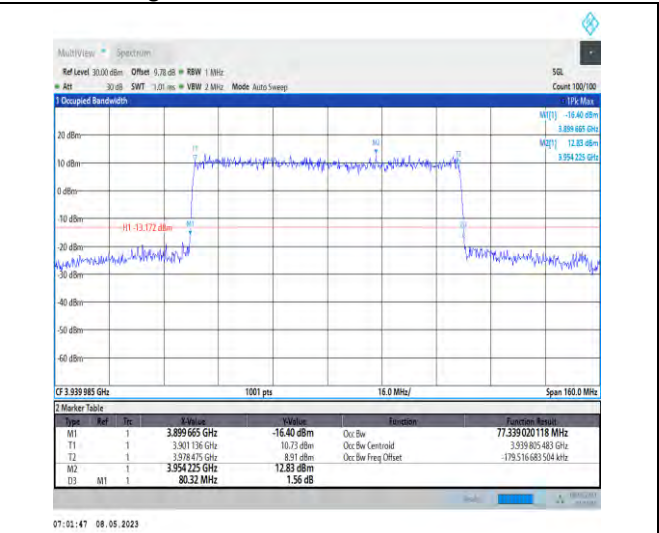 MultiView Spectrum
Ref Level 30.00 dBm Offset 9.78 dB RBW 1 MHz SGL
Att 30 dB SWT 1.01 ms VBW 2 MHz Mode Auto Sweep Count 100/100
1 Occupied Bandwidth 1Pk Max
M1[1] -16.40 dBm
3.899 665 GHz
M2[1] 12.83 dBm
3.954 225 GHz
20 dBm
T1 M2 T2
10 dBm
0 dBm
-10 dBm
H1 -13.172 dBm M1 D3
-20 dBm
-30 dBm
-40 dBm
-50 dBm
-60 dBm
CF 3.939 985 GHz 1001 pts 16.0 MHz/ Span 160.0 MHz
2 Marker Table
Type Ref Trc X-Value Y-Value Function Function Result
M1 1 3.899 665 GHz -16.40 dBm Occ Bw 77.339 020 118 MHz
T1 1 3.901 136 GHz 10.73 dBm Occ Bw Centroid 3.939 805 483 GHz
T2 1 3.978 475 GHz 8.91 dBm Occ Bw Freq Offset -179.516 683 504 kHz
M2 1 3.954 225 GHz 12.83 dBm
D3 M1 1 80.32 MHz 1.56 dB
07:01:47 08.05.2023